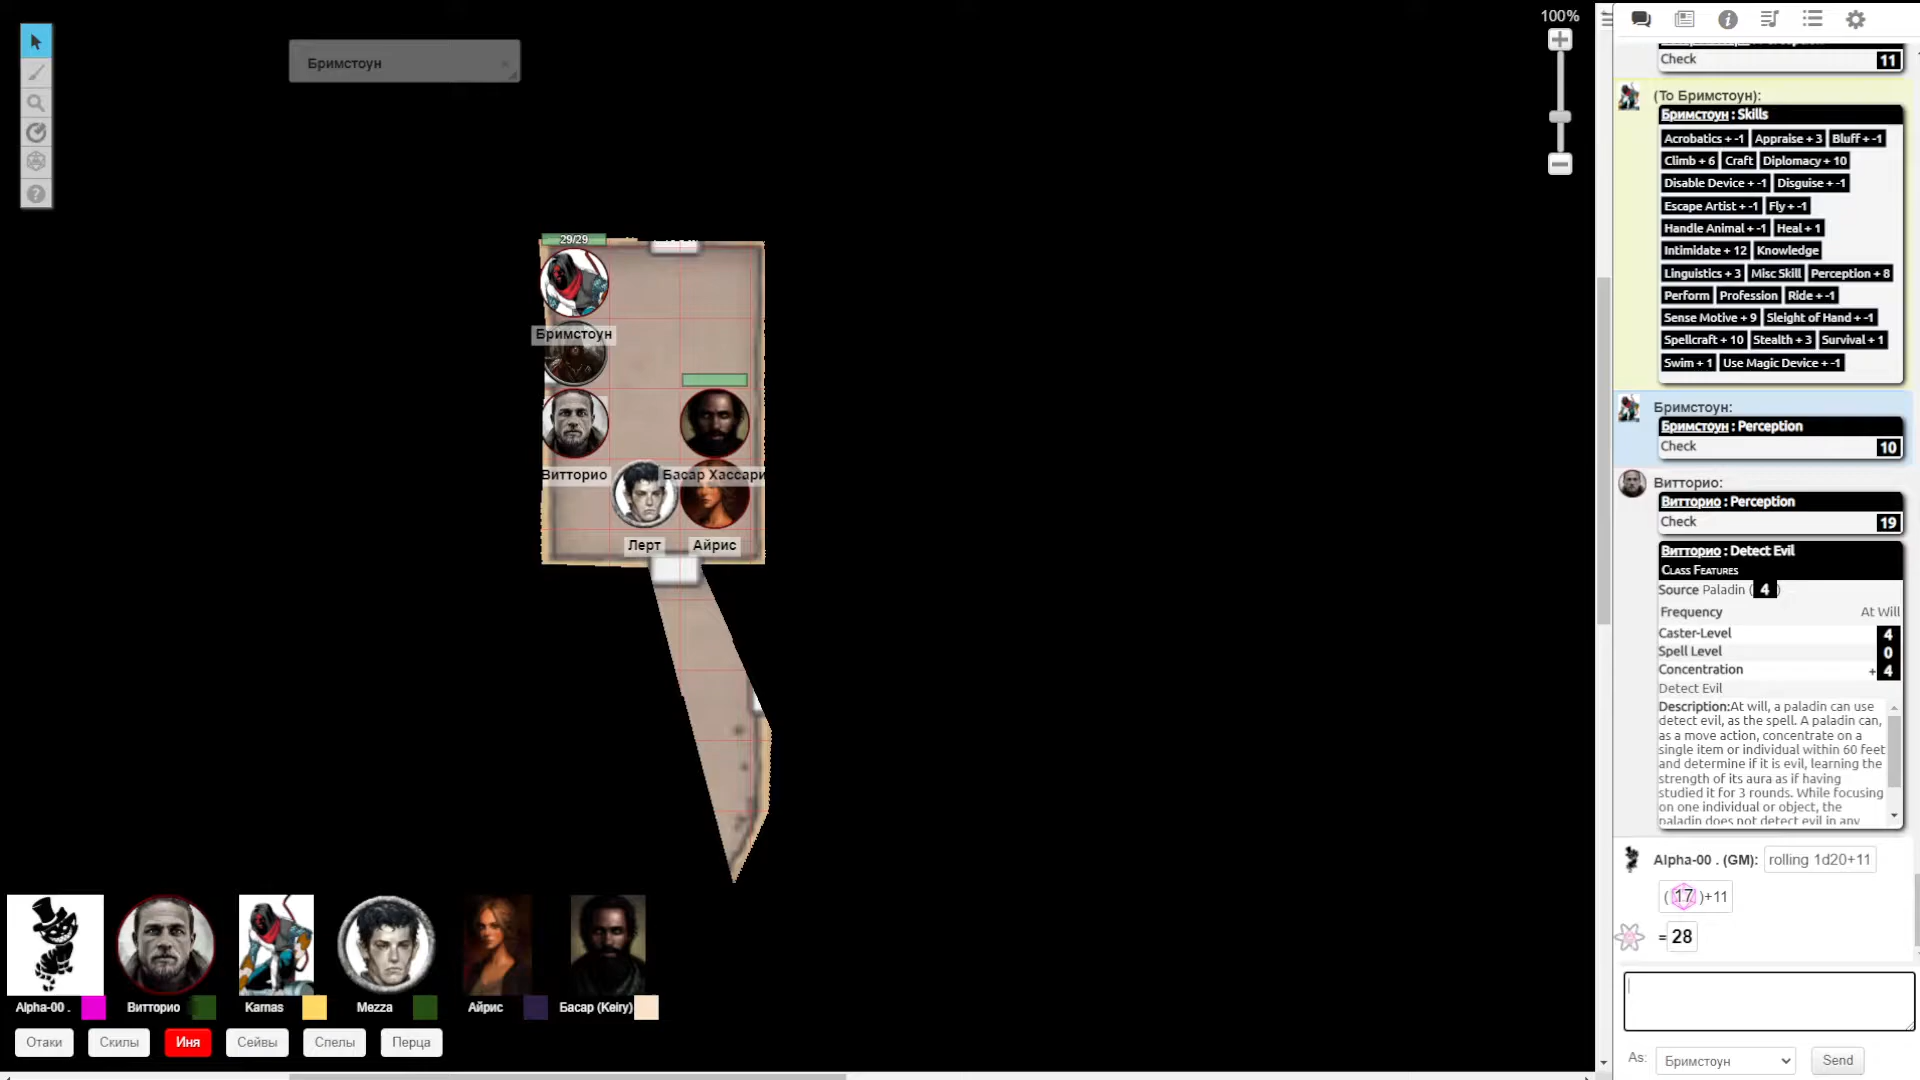 100%
Бримстоун
29/29
Бримстоун
Витторио
Басар Хассари
Лерт
Айрис
Alpha-00 .
Витторио
Karnas
Mezza
Айрис
Басар (Keiry)
Отаки
Скилы
Иня
Сейвы
Спелы
Перца
Check
11
(To Бримстоун):
Бримстоун : Skills
Acrobatics + -1 Appraise + 3 Bluff + -1
Climb + 6 Craft Diplomacy + 10
Disable Device + -1 Disguise + -1
Escape Artist + -1 Fly + -1
Handle Animal + -1 Heal + 1
Intimidate + 12 Knowledge
Linguistics + 3 Misc Skill Perception + 8
Perform Profession Ride + -1
Sense Motive + 9 Sleight of Hand + -1
Spellcraft + 10 Stealth + 3 Survival + 1
Swim + 1 Use Magic Device + -1
Бримстоун:
Бримстоун : Perception
Check 10
Витторио:
Витторио : Perception
Check 19
Витторио : Detect Evil
Class Features
Source Paladin ( 4 )
Frequency At Will
Caster-Level 4
Spell Level 0
Concentration + 4
Detect Evil
Description:At will, a paladin can use
detect evil, as the spell. A paladin can,
as a move action, concentrate on a
single item or individual within 60 feet
and determine if it is evil, learning the
strength of its aura as if having
studied it for 3 rounds. While focusing
on one individual or object, the
paladin does not detect evil in any
Alpha-00 . (GM): rolling 1d20+11
( 17 )+11
= 28
As: Бримстоун Send